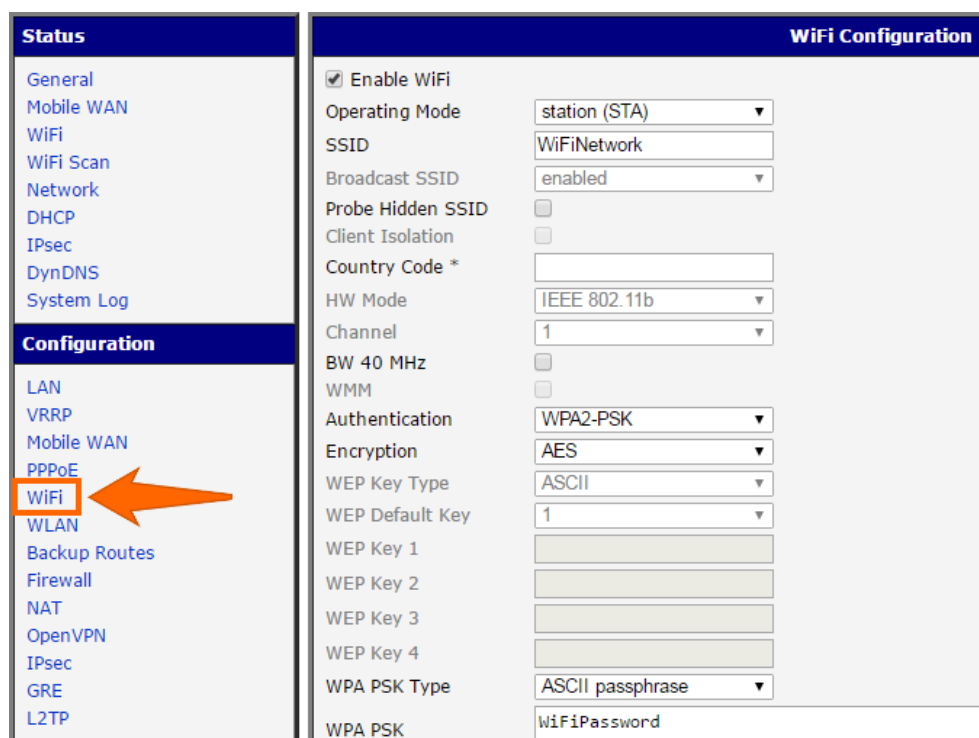 Status
General
Mobile WAN
WiFi
WiFi Scan
Network
DHCP
IPsec
DynDNS
System Log
Configuration
LAN
VRRP
Mobile WAN
PPPoE
WiFi
WLAN
Backup Routes
Firewall
NAT
OpenVPN
IPsec
GRE
L2TP
WiFi Configuration
Enable WiFi
Operating Mode station (STA)
SSID WiFiNetwork
Broadcast SSID enabled
Probe Hidden SSID
Client Isolation
Country Code *
HW Mode IEEE 802.11b
Channel 1
BW 40 MHz
WMM
Authentication WPA2-PSK
Encryption AES
WEP Key Type ASCII
WEP Default Key 1
WEP Key 1
WEP Key 2
WEP Key 3
WEP Key 4
WPA PSK Type ASCII passphrase
WPA PSK WiFiPassword